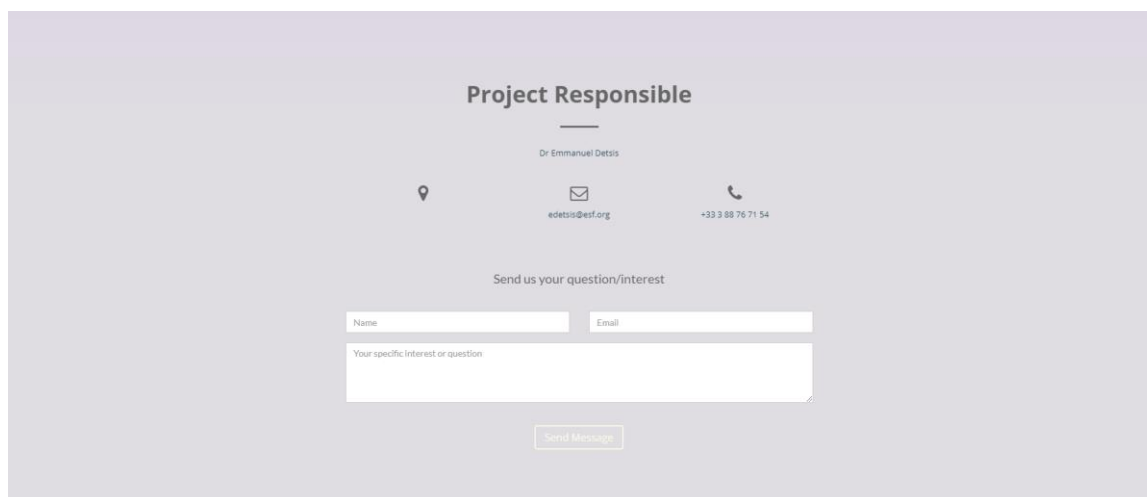 Project Responsible
Dr Emmanuel Detsis
edetsis@esf.org
+33 3 88 76 71 54
Send us your question/interest
Name
Email
Your specific interest or question
Send Message